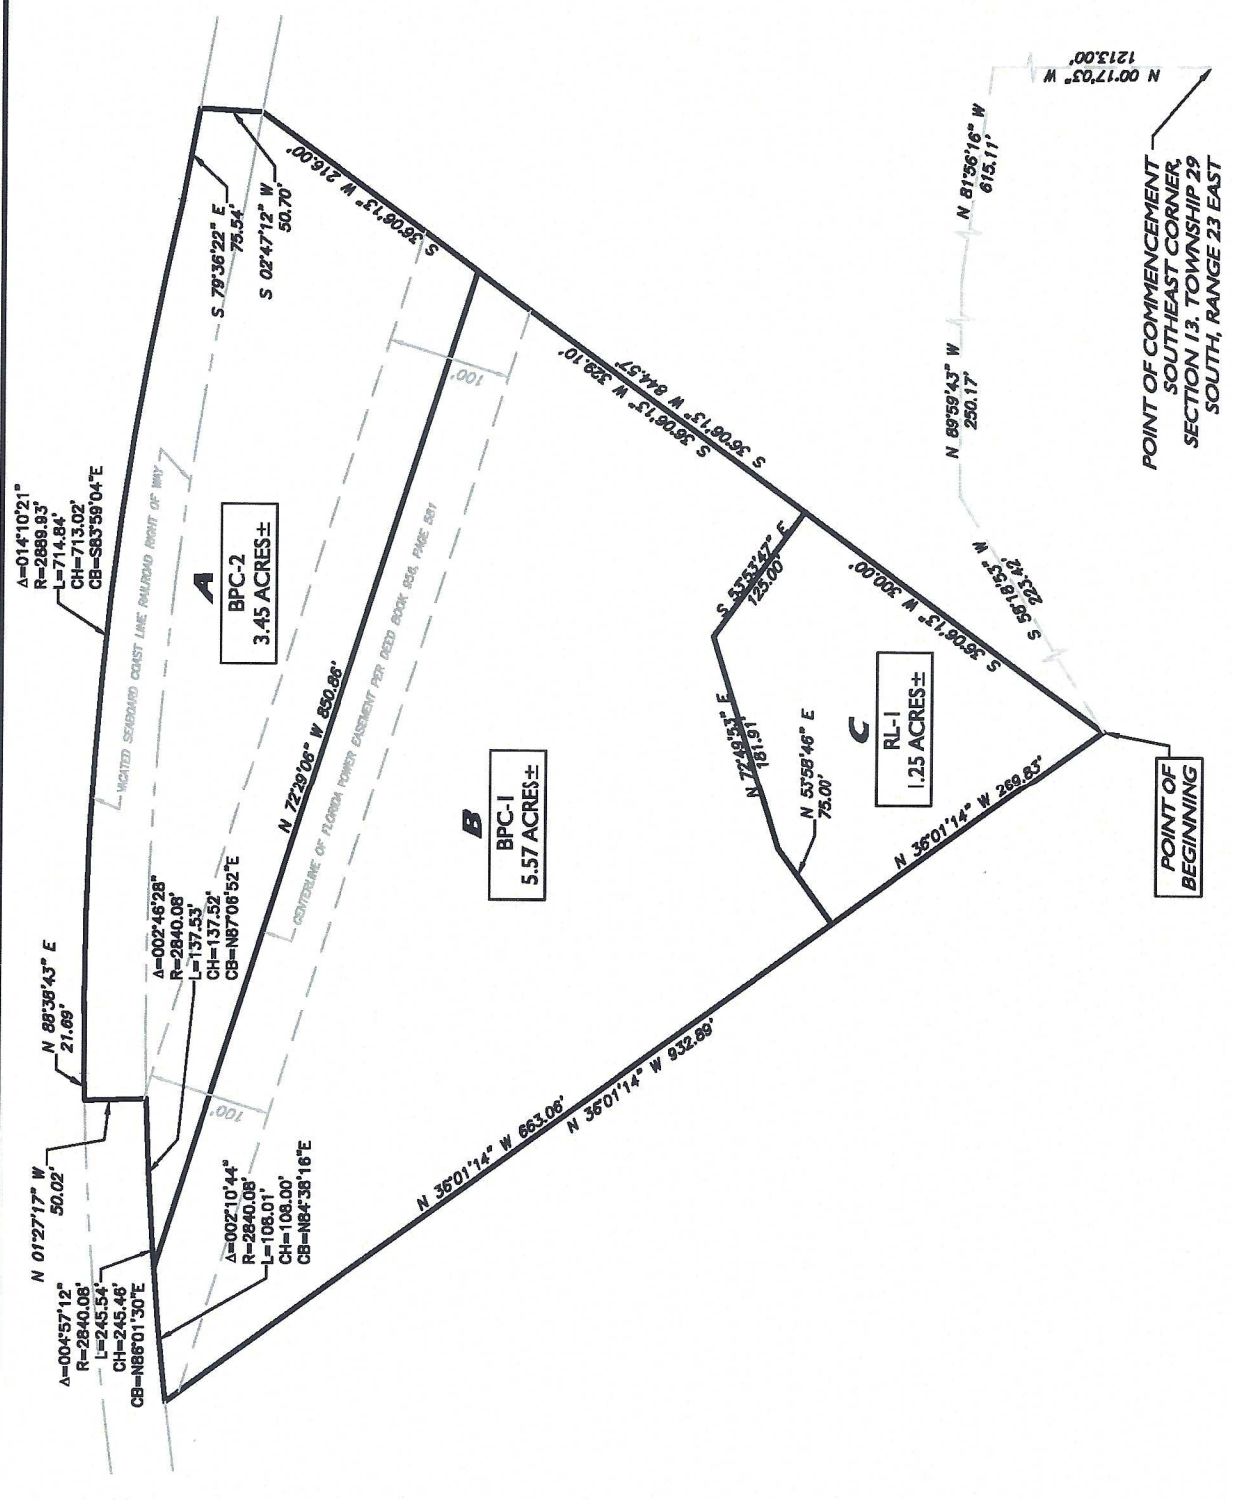 Δ=014°10'21"
R=2889.93'
L=714.84'
CH=713.02'
CB=S83°59'04"E
N 88°38'43" E
21.69'
N 01°27'17" W
50.02'
Δ=004°57'12"
R=2840.08'
L=245.54'
CH=245.46'
CB=N86°01'30"E
Δ=002°46'28"
R=2840.08'
L=137.53'
CH=137.52'
CB=N87°06'52"E
Δ=002°10'44"
R=2840.08'
L=108.01'
CH=108.00'
CB=N84°38'16"E
VACATED SEABOARD COAST LINE RAILROAD RIGHT OF WAY
S 79°36'22" E
75.54'
S 02°47'12" W
50.70'
S 36°06'13" W 216.00'
A
BPC-2
3.45 ACRES±
N 72°29'06" W 850.86'
100'
100'
CENTERLINE OF FLORIDA POWER EASEMENT PER DEED BOOK 956, PAGE 581
B
BPC-1
5.57 ACRES±
S 36°06'13" W 329.10'
S 36°06'13" W 844.57'
S 53°53'47" E
125.00'
N 72°49'53" E
181.91'
N 53°58'46" E
75.00'
S 36°06'13" W 300.00'
C
RL-1
1.25 ACRES±
N 36°01'14" W 269.83'
N 36°01'14" W 663.06'
N 36°01'14" W 932.89'
POINT OF
BEGINNING
S 58°18'53" W
223.42'
N 89°59'43" W
250.17'
N 81°56'16" W
615.11'
N 00°17'03" W
1213.00'
POINT OF COMMENCEMENT
SOUTHEAST CORNER,
SECTION 13. TOWNSHIP 29
SOUTH, RANGE 23 EAST